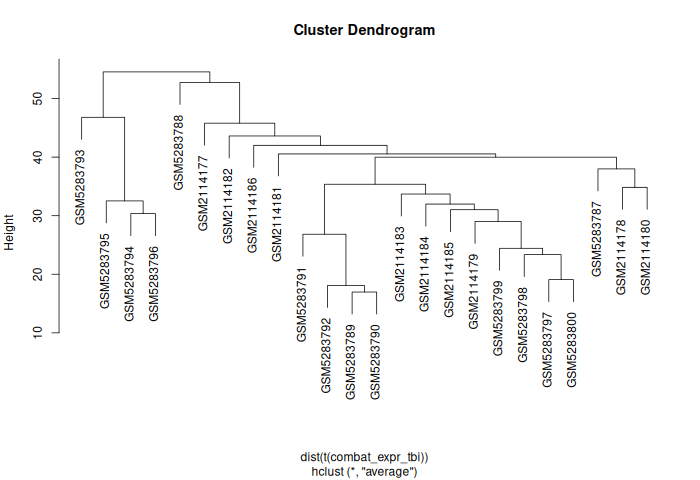 Cluster Dendrogram
Height
50
40
30
20
10
GSM5283793
GSM5283795
GSM5283794
GSM5283796
GSM5283788
GSM2114177
GSM2114182
GSM2114186
GSM2114181
GSM5283791
GSM5283792
GSM5283789
GSM5283790
GSM2114183
GSM2114184
GSM2114185
GSM2114179
GSM5283799
GSM5283798
GSM5283797
GSM5283800
GSM5283787
GSM2114178
GSM2114180
dist(t(combat_expr_tbi))
hclust (*, "average")